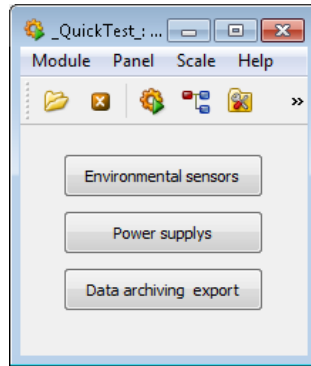 _QuickTest_: ...
Module Panel Scale Help
»
Environmental sensors
Power supplys
Data archiving export